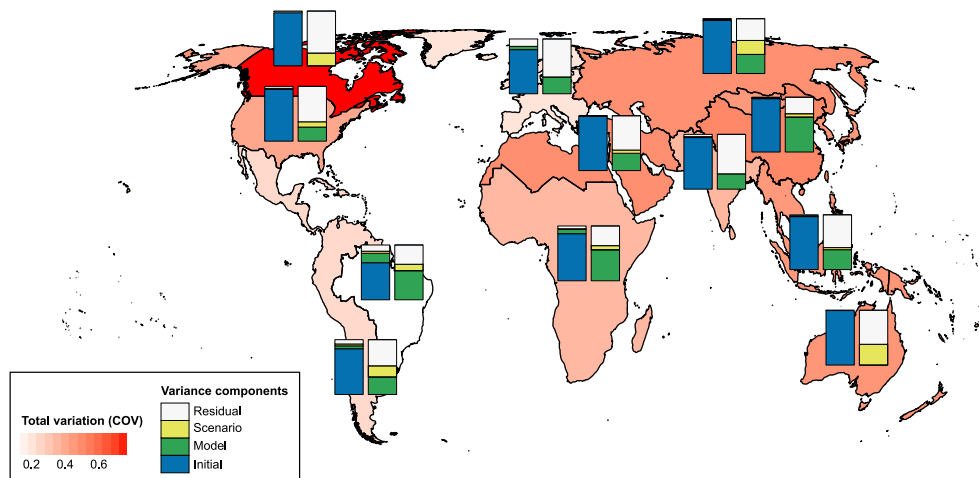 Total variation (COV)
0.2 0.4 0.6
Variance components
Residual
Scenario
Model
Initial